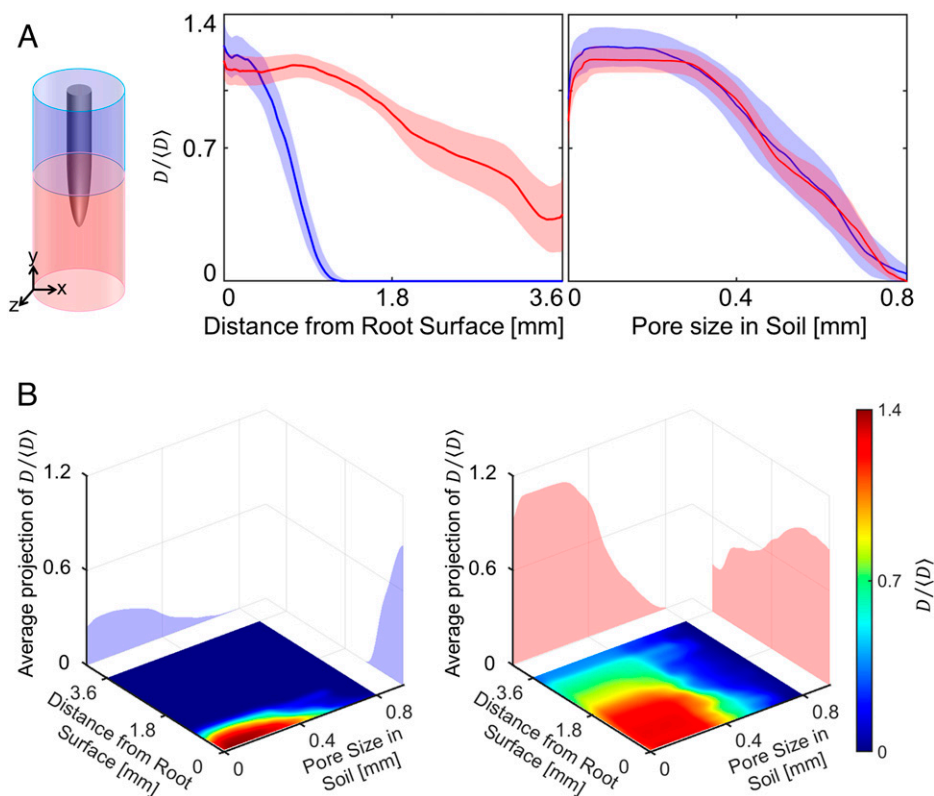 A
y
x
z
D/⟨D⟩
1.4
0.7
0
0
1.8
3.6
Distance from Root Surface [mm]
0
0.4
0.8
Pore size in Soil [mm]
B
Average projection of D/⟨D⟩
1.2
0.6
0
3.6
1.8
0
Distance from Root
Surface [mm]
0
0.4
0.8
Pore Size in
Soil [mm]
Average projection of D/⟨D⟩
1.2
0.6
0
3.6
1.8
0
Distance from Root
Surface [mm]
0
0.4
0.8
Pore Size in
Soil [mm]
1.4
0.7
0
D/⟨D⟩